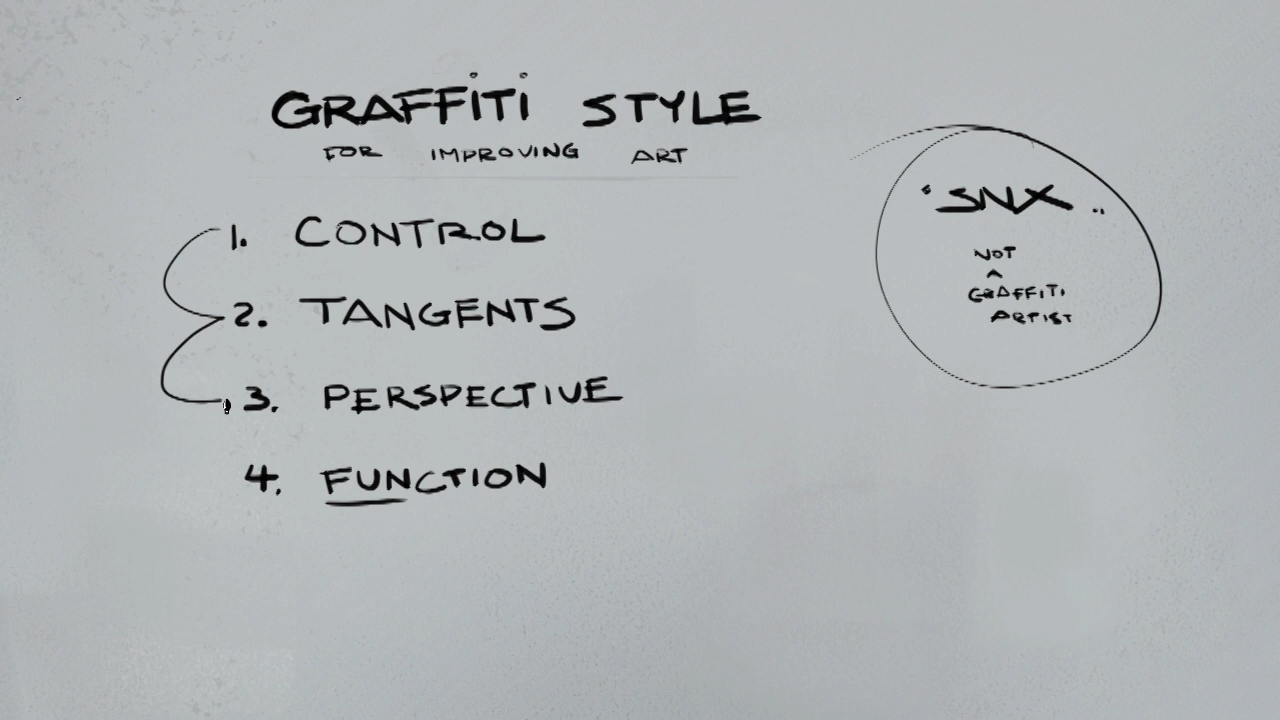 GRAFFITI STYLE
FOR IMPROVING ART
1. CONTROL
2. TANGENTS
3. PERSPECTIVE
4. FUNCTION
"SNX"
NOT
A
GRAFFITI
ARTIST